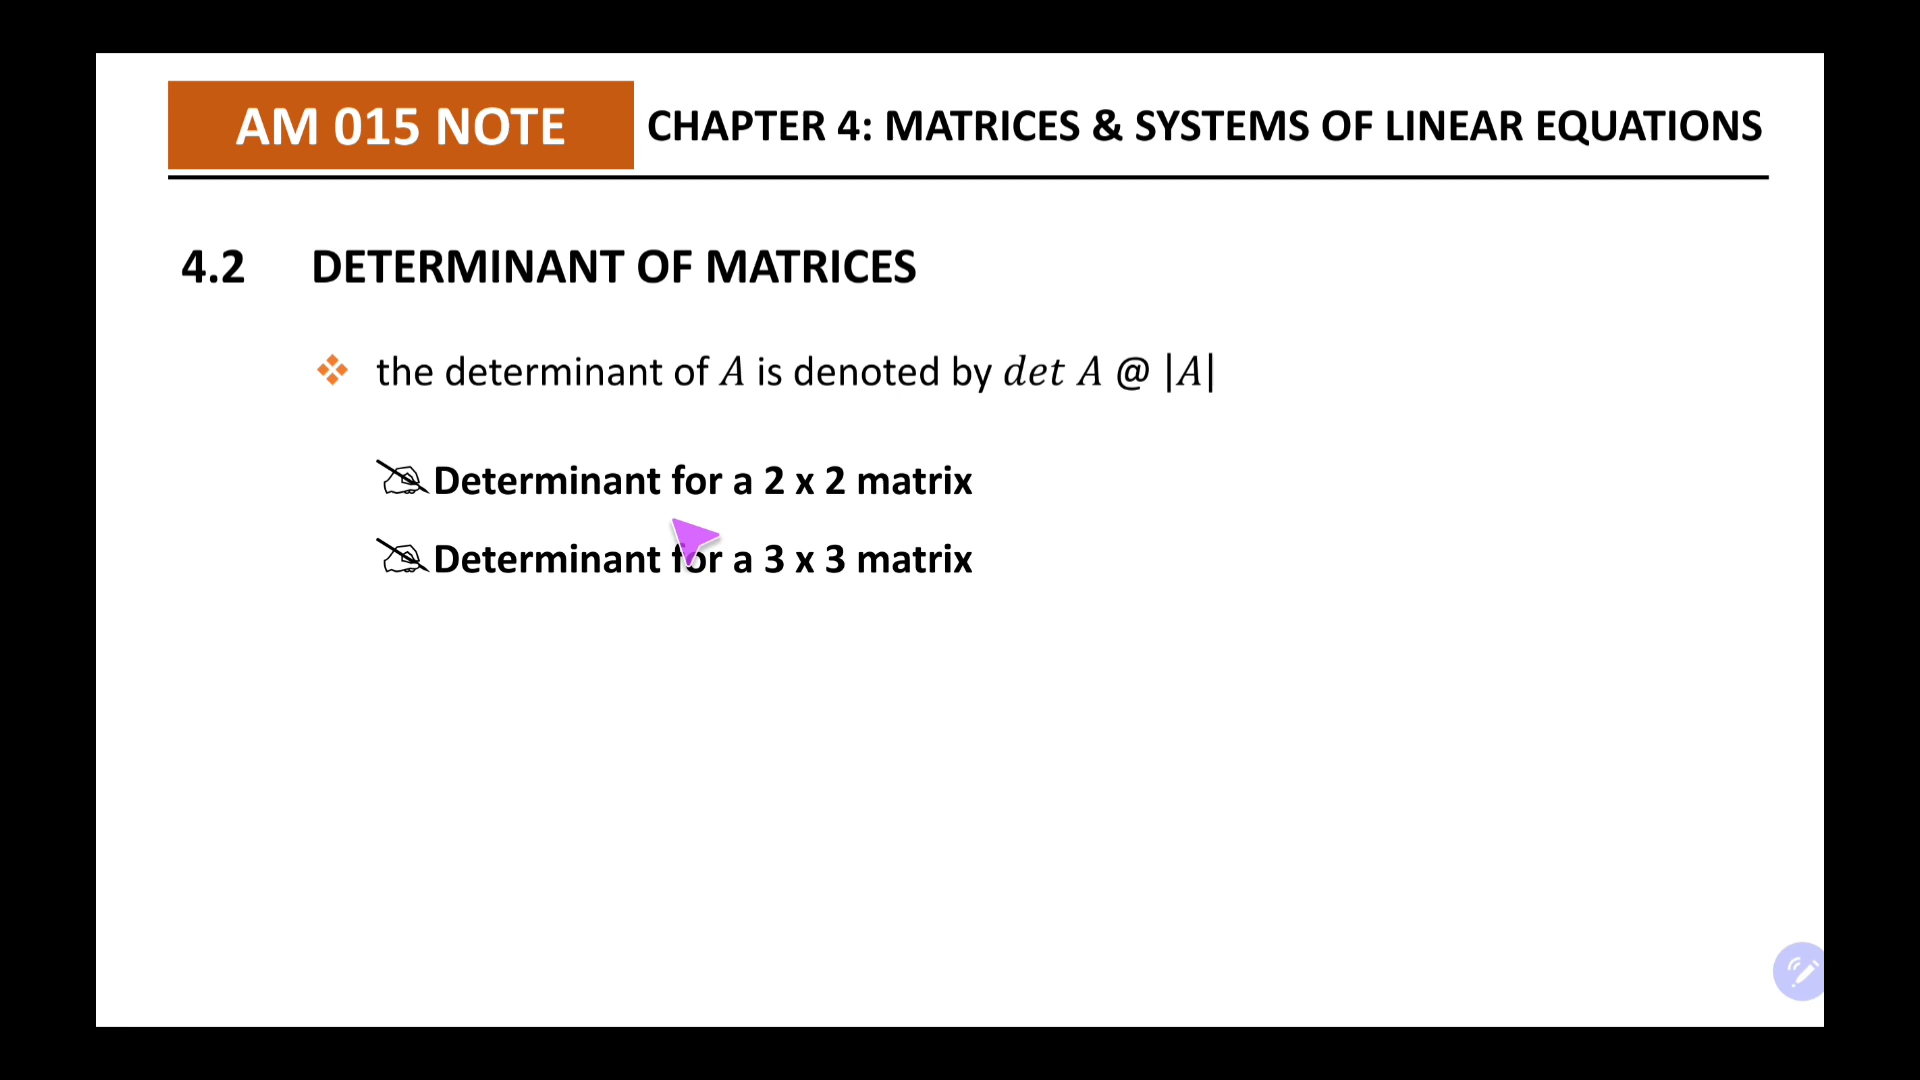 AM 015 NOTE CHAPTER 4: MATRICES & SYSTEMS OF LINEAR EQUATIONS
4.2 DETERMINANT OF MATRICES
the determinant of A is denoted by det A @ |A|
Determinant for a 2 x 2 matrix
Determinant for a 3 x 3 matrix